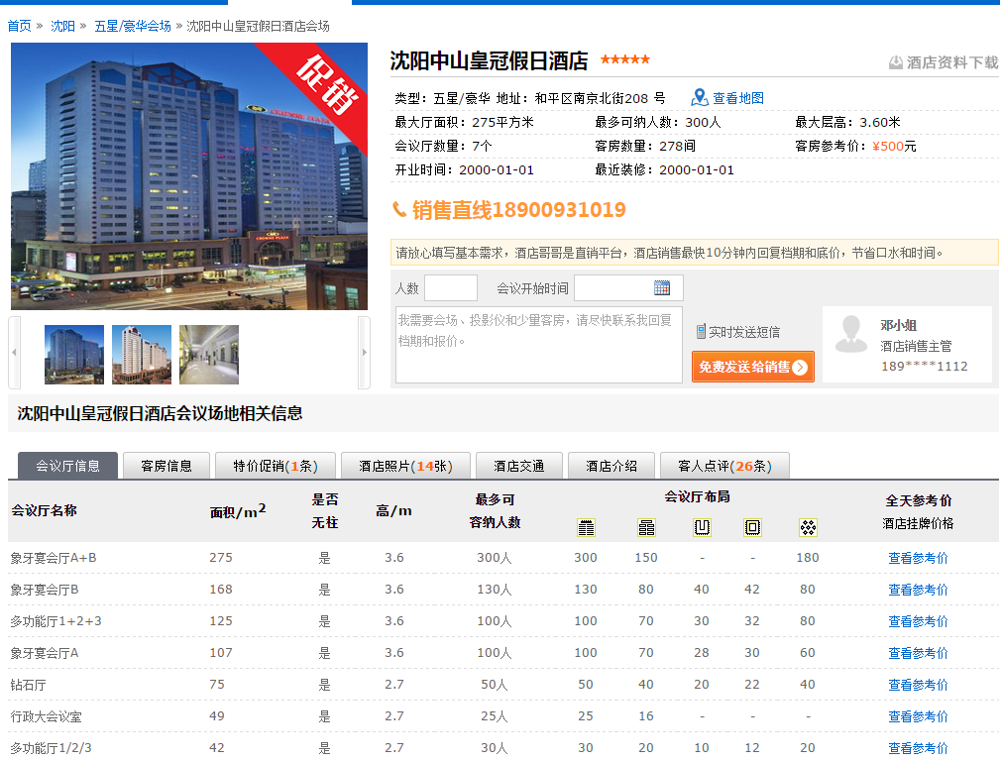 首页 » 沈阳 » 五星/豪华会场 » 沈阳中山皇冠假日酒店会场
促销
CROWNE PLAZA
沈阳中山皇冠假日酒店 ★★★★★
酒店资料下载
类型：五星/豪华 地址：和平区南京北街208 号 查看地图
最大厅面积：275平方米 最多可纳人数：300人 最大层高：3.60米
会议厅数量：7个 客房数量：278间 客房参考价：¥500元
开业时间：2000-01-01 最近装修：2000-01-01
销售直线18900931019
请放心填写基本需求，酒店哥哥是直销平台，酒店销售最快10分钟内回复档期和底价，节省口水和时间。
人数 会议开始时间
我需要会场、投影仪和少量客房，请尽快联系我回复
档期和报价。
实时发送短信
免费发送给销售
邓小姐
酒店销售主管
189****1112
沈阳中山皇冠假日酒店会议场地相关信息
会议厅信息 客房信息 特价促销(1条) 酒店照片(14张) 酒店交通 酒店介绍 客人点评(26条)
会议厅名称 面积/m2 是否无柱 高/m 最多可容纳人数 会议厅布局 全天参考价
酒店挂牌价格
象牙宴会厅A+B 275 是 3.6 300人 300 150 - - 180 查看参考价
象牙宴会厅B 168 是 3.6 130人 130 80 40 42 80 查看参考价
多功能厅1+2+3 125 是 3.6 100人 100 70 30 32 80 查看参考价
象牙宴会厅A 107 是 3.6 100人 100 70 28 30 60 查看参考价
钻石厅 75 是 2.7 50人 50 40 20 22 40 查看参考价
行政大会议室 49 是 2.7 25人 25 16 - - - 查看参考价
多功能厅1/2/3 42 是 2.7 30人 30 20 10 12 20 查看参考价